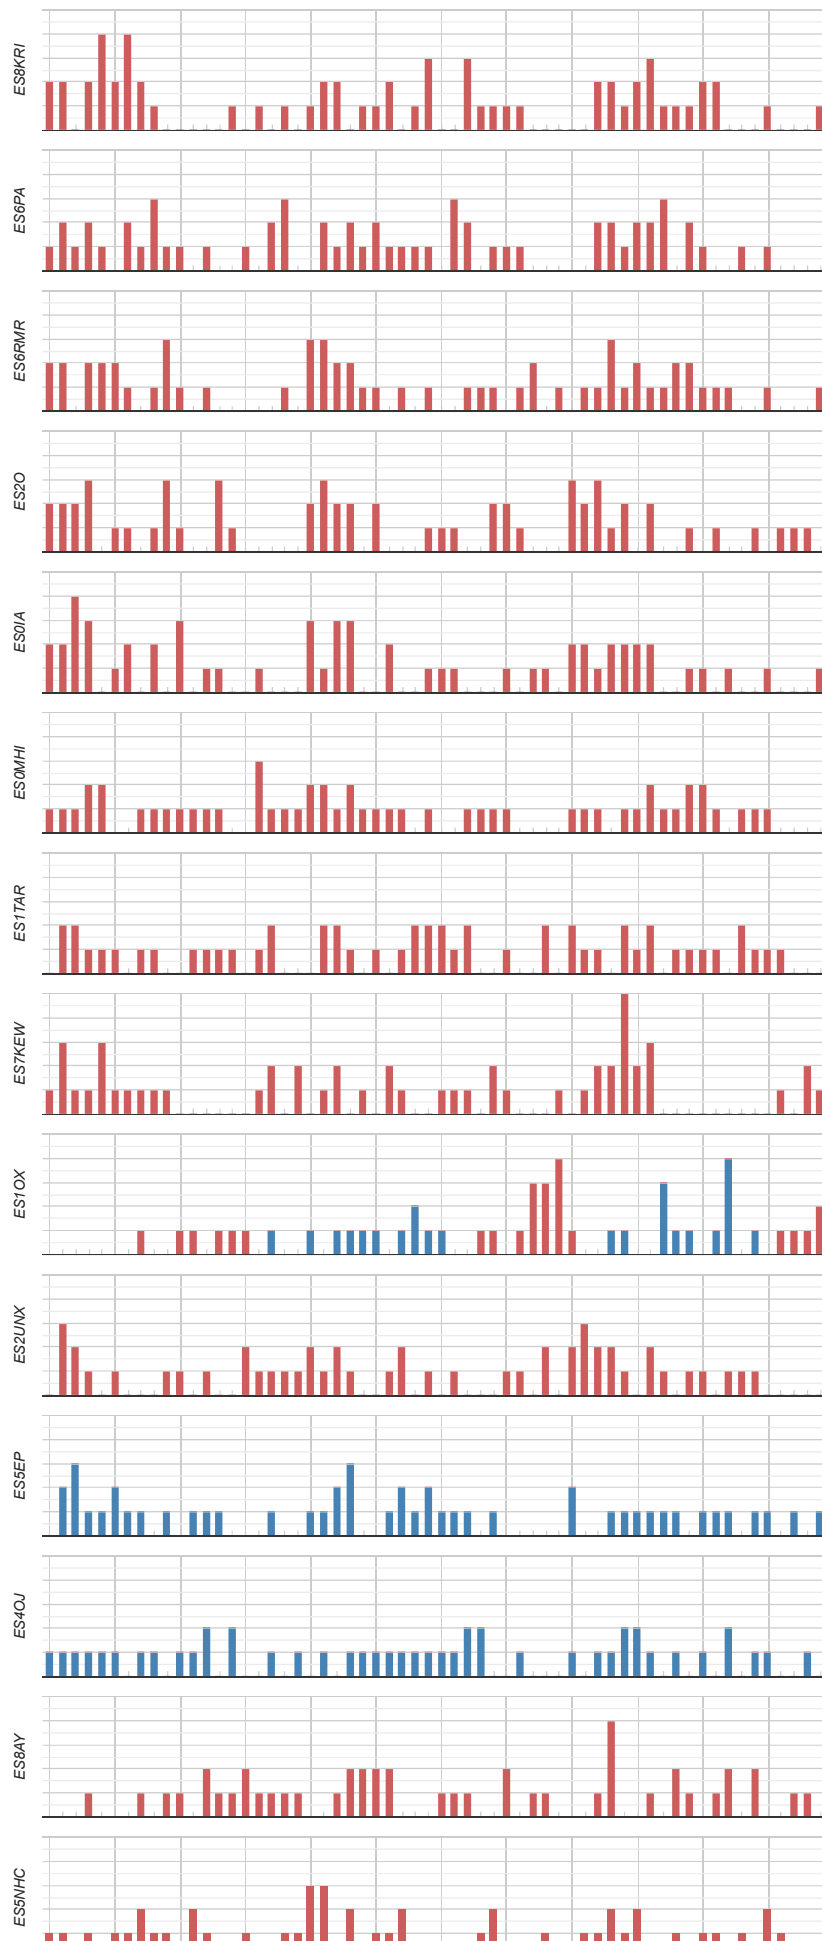 ES8KRI
ES6PA
ES6RMR
ES2O
ES0IA
ES0MHI
ES1TAR
ES7KEW
ES1OX
ES2UNX
ES5EP
ES4OJ
ES8AY
ES5NHC